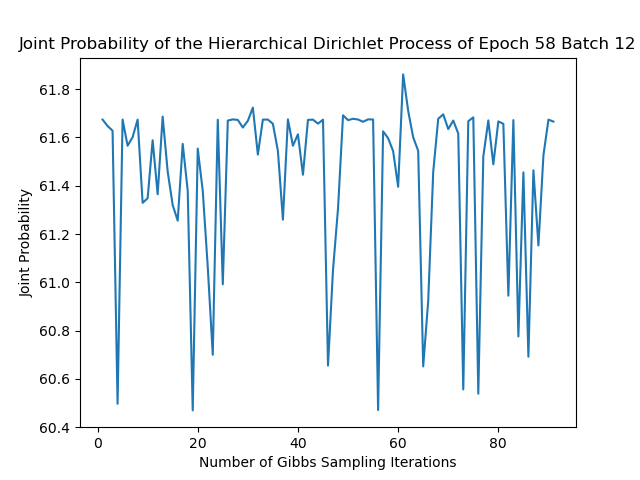 Joint Probability of the Hierarchical Dirichlet Process of Epoch 58 Batch 12
61.8
61.6
61.4
61.2
61.0
60.8
60.6
60.4
Joint Probability
0 20 40 60 80
Number of Gibbs Sampling Iterations